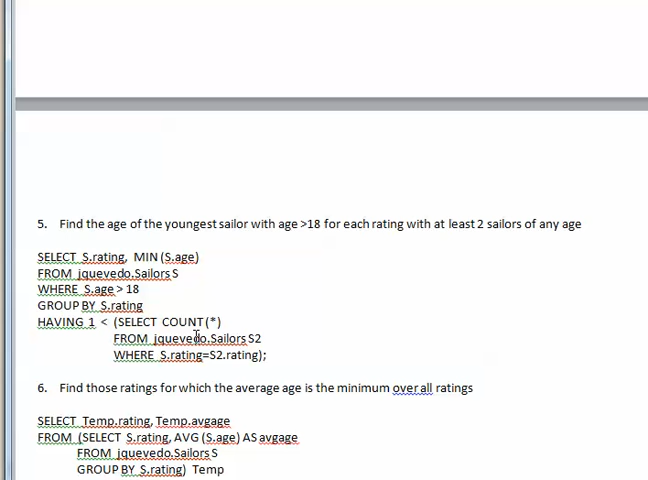 5. Find the age of the youngest sailor with age >18 for each rating with at least 2 sailors of any age
SELECT S.rating, MIN (S.age)
FROM jquevedo.Sailors S
WHERE S.age > 18
GROUP BY S.rating
HAVING 1 < (SELECT COUNT (*)
FROM jquevedo.Sailors S2
WHERE S.rating=S2.rating);
6. Find those ratings for which the average age is the minimum over all ratings
SELECT Temp.rating, Temp.avgage
FROM (SELECT S.rating, AVG (S.age) AS avgage
FROM jquevedo.Sailors S
GROUP BY S.rating) Temp